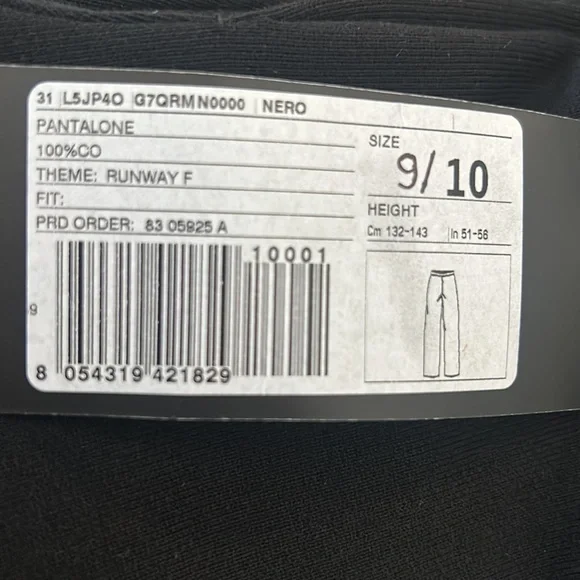 31 | L5JP4O | G7QRM N0000 | NERO
PANTALONE
100%CO
THEME: RUNWAY F
FIT:
PRD ORDER: 83 05925 A
10001
8 054319 421829
SIZE
9/ 10
HEIGHT
Cm 132-143 | In 51-56